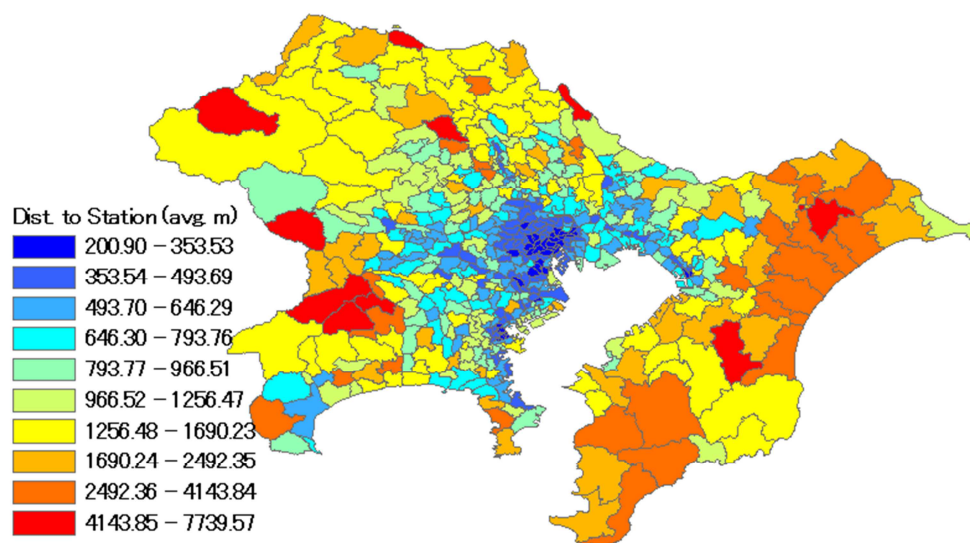 Dist. to Station (avg. m)
200.90 – 353.53
353.54 – 493.69
493.70 – 646.29
646.30 – 793.76
793.77 – 966.51
966.52 – 1256.47
1256.48 – 1690.23
1690.24 – 2492.35
2492.36 – 4143.84
4143.85 – 7739.57